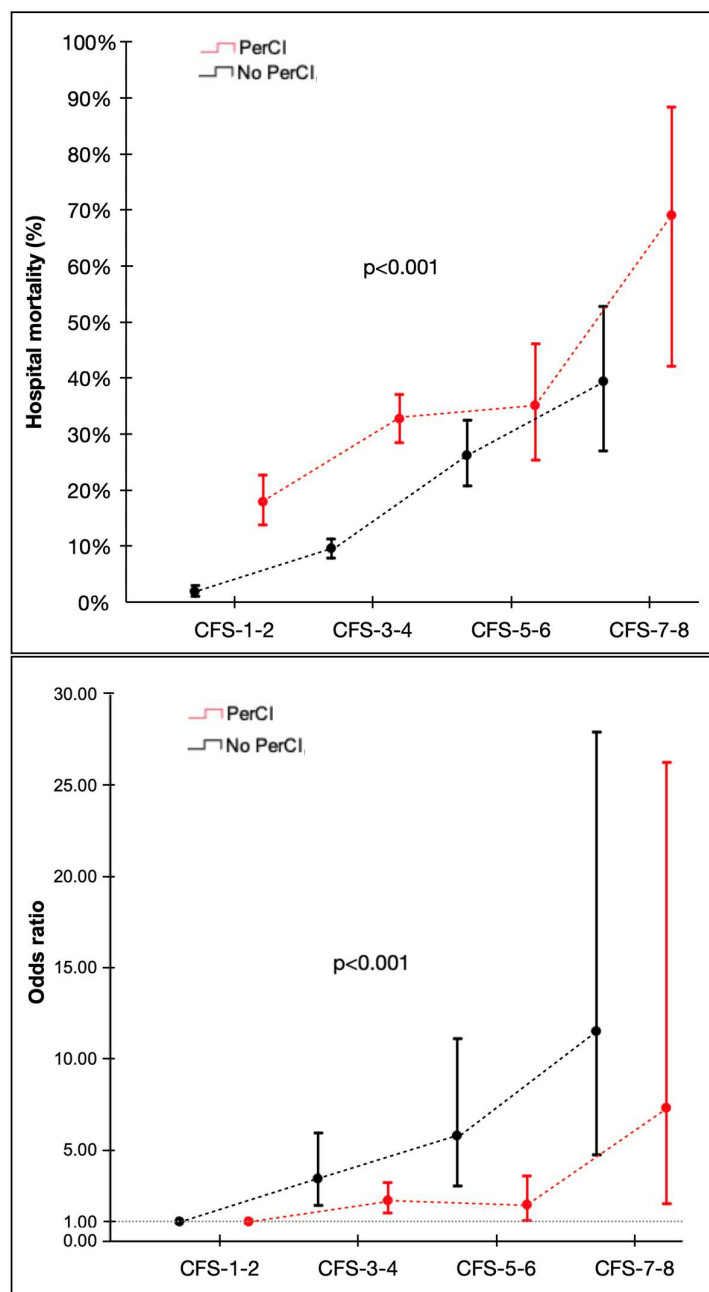 100%
90%
80%
70%
60%
50%
40%
30%
20%
10%
0%
Hospital mortality (%)
PerCI
No PerCI
p<0.001
CFS-1-2 CFS-3-4 CFS-5-6 CFS-7-8
30.00
25.00
20.00
15.00
10.00
5.00
1.00
0.00
Odds ratio
PerCI
No PerCI
p<0.001
CFS-1-2 CFS-3-4 CFS-5-6 CFS-7-8